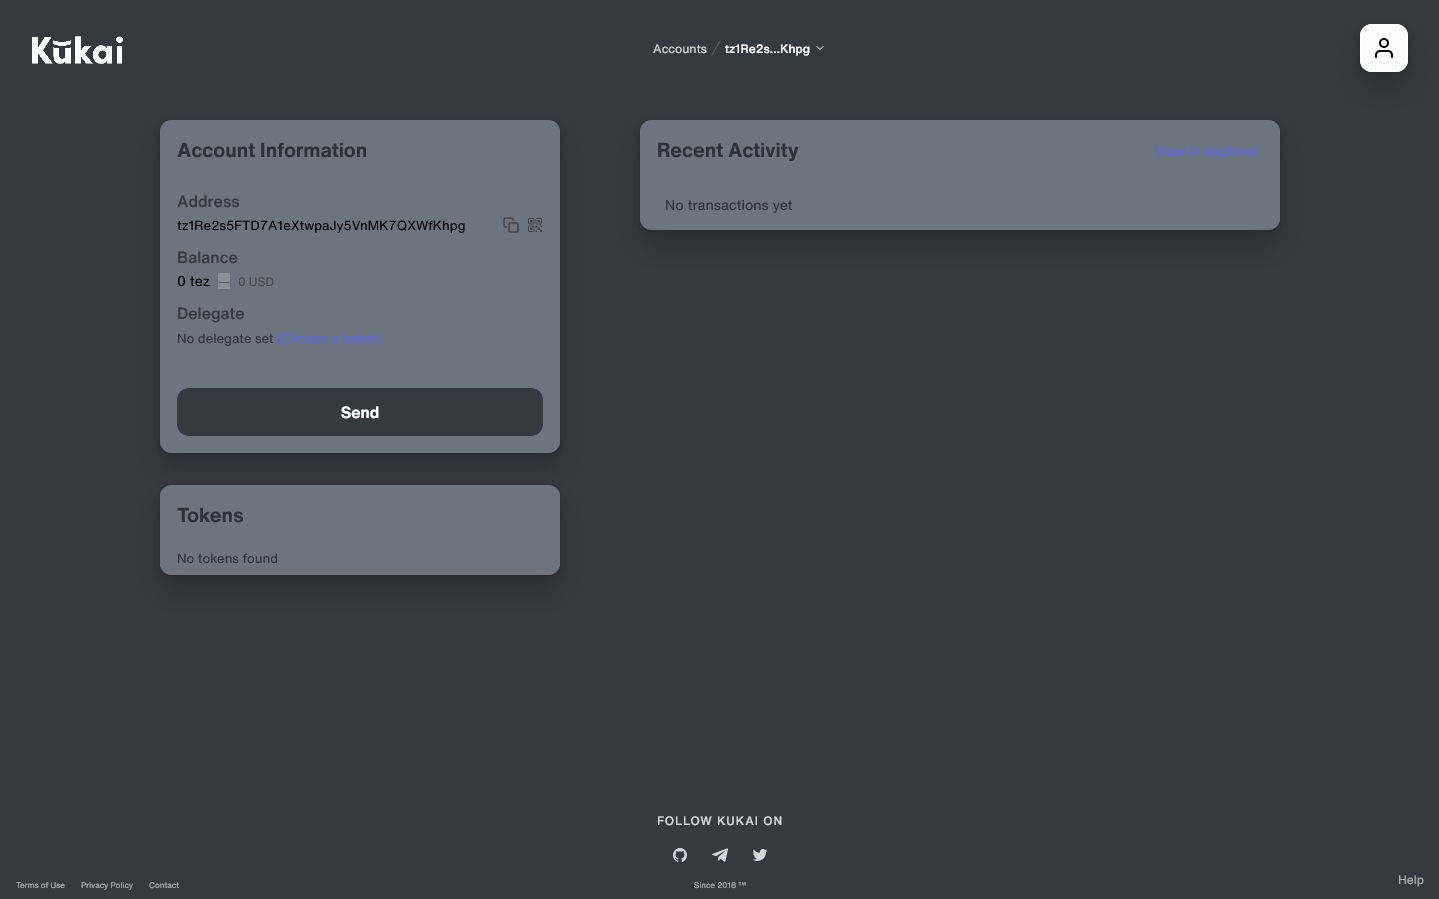 Kukai
Accounts / tz1Re2s...Khpg
Account Information
Address
tz1Re2s5FTD7A1eXtwpaJy5VnMK7QXWfKhpg
Balance
0 tez — 0 USD
Delegate
No delegate set (Choose a baker)
Send
Tokens
No tokens found
Recent Activity
View in explorer
No transactions yet
FOLLOW KUKAI ON
Terms of Use
Privacy Policy
Contact
Since 2018 ™
Help